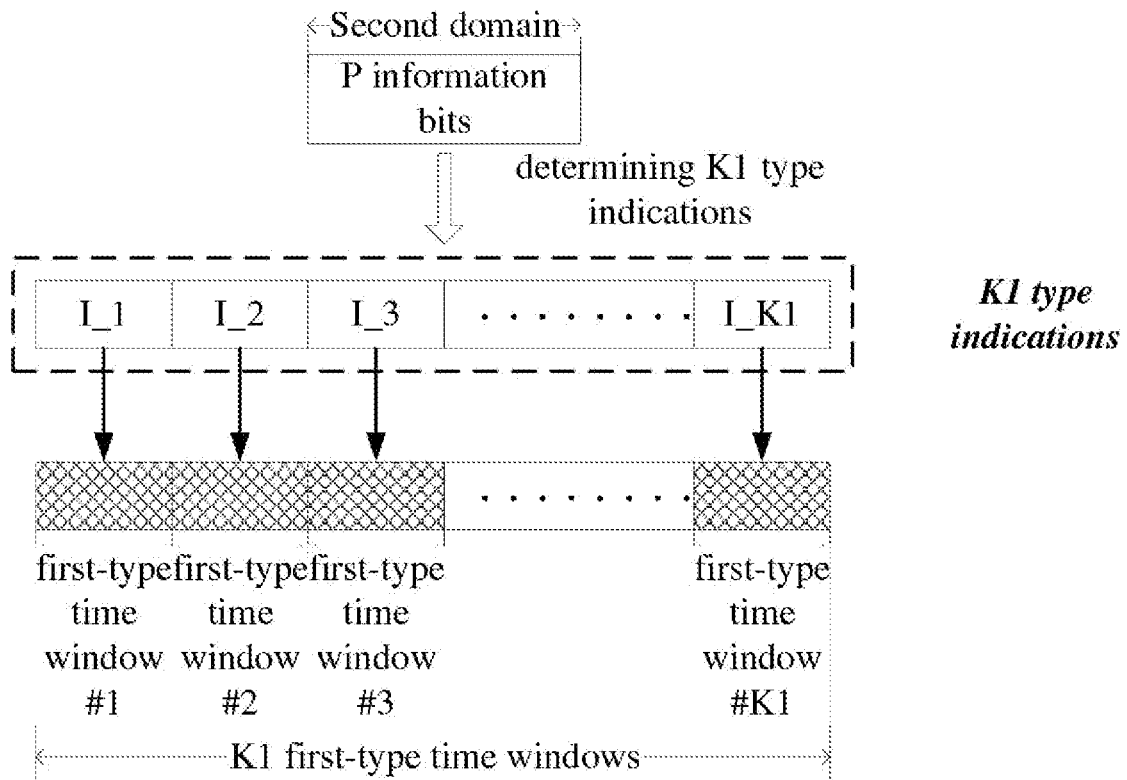 Second domain
P information
bits
determining K1 type
indications
I_1 I_2 I_3 ........ I_K1
K1 type
indications
........
first-type first-type first-type first-type
time time time time
window window window window
#1 #2 #3 #K1
K1 first-type time windows